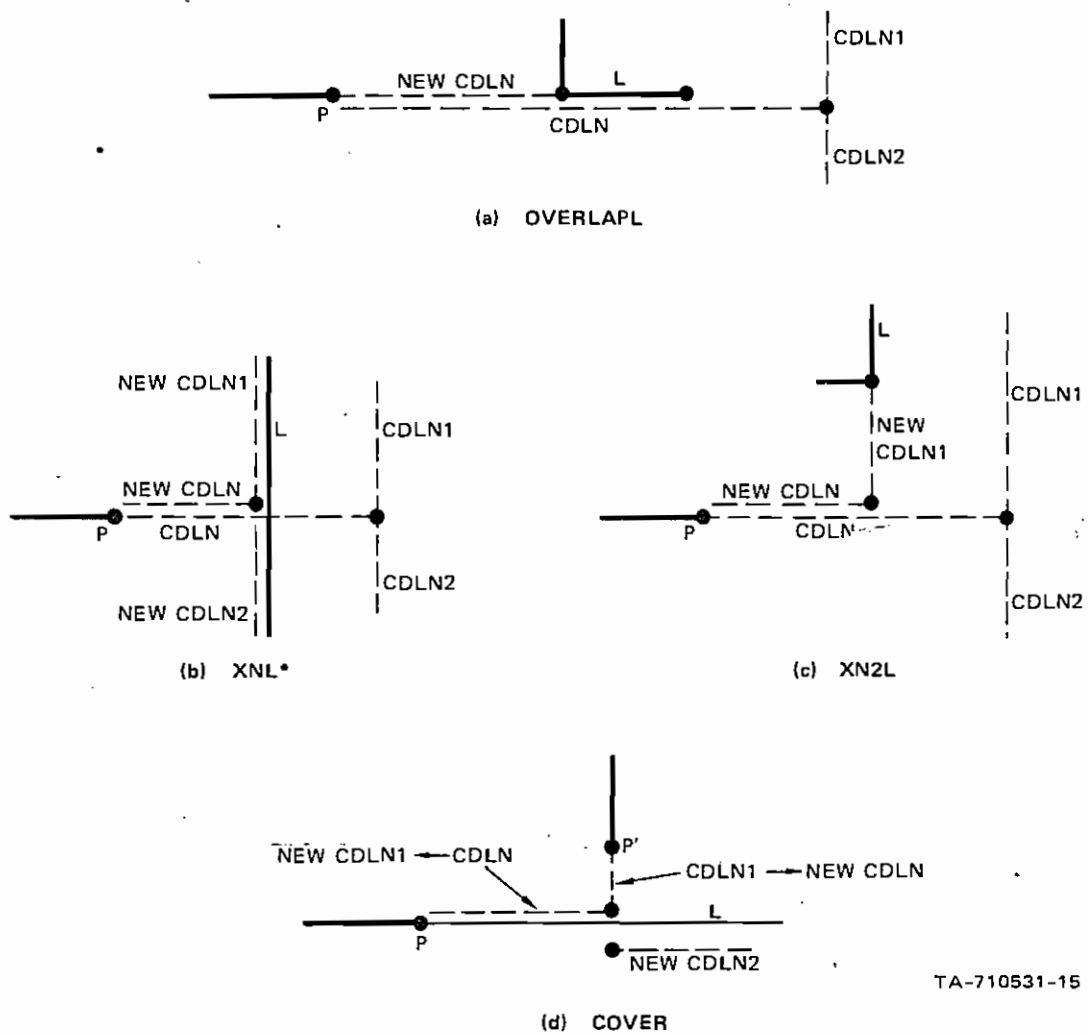 CDLN1
NEW CDLN
L
P
CDLN
CDLN2
(a) OVERLAPL
NEW CDLN1
L
CDLN1
NEW CDLN
P
CDLN
CDLN2
NEW CDLN2
(b) XNL*
L
CDLN1
NEW
CDLN1
NEW CDLN
P
CDLN
CDLN2
(c) XN2L
P'
NEW CDLN1 ← CDLN
CDLN1 → NEW CDLN
L
P
NEW CDLN2
TA-710531-15
(d) COVER